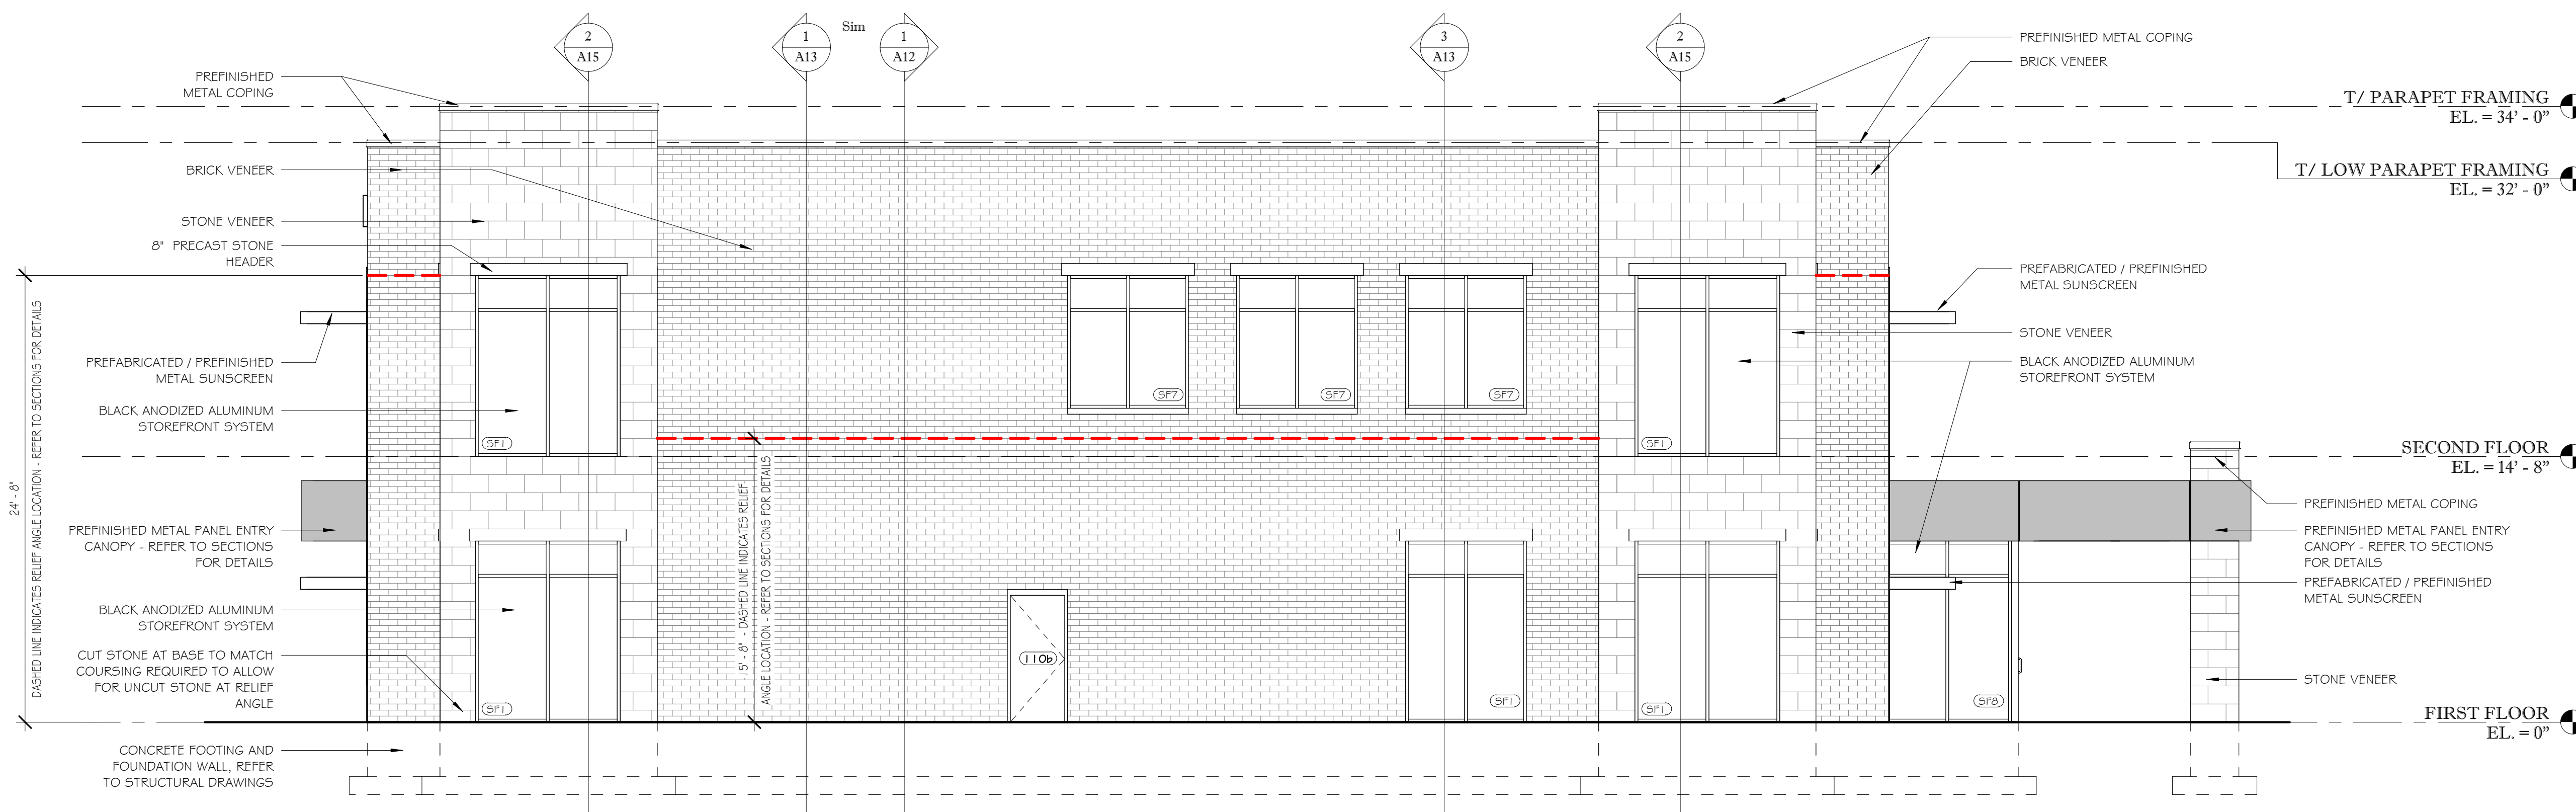 2
A15
1
A13
Sim
1
A12
3
A13
2
A15
PREFINISHED
METAL COPING
BRICK VENEER
STONE VENEER
8" PRECAST STONE
HEADER
PREFABRICATED / PREFINISHED
METAL SUNSCREEN
BLACK ANODIZED ALUMINUM
STOREFRONT SYSTEM
PREFINISHED METAL PANEL ENTRY
CANOPY - REFER TO SECTIONS
FOR DETAILS
BLACK ANODIZED ALUMINUM
STOREFRONT SYSTEM
CUT STONE AT BASE TO MATCH
COURSING REQUIRED TO ALLOW
FOR UNCUT STONE AT RELIEF
ANGLE
CONCRETE FOOTING AND
FOUNDATION WALL, REFER
TO STRUCTURAL DRAWINGS
24' - 8"
DASHED LINE INDICATES RELIEF ANGLE LOCATION - REFER TO SECTIONS FOR DETAILS
SF1
SF1
15' - 8" - DASHED LINE INDICATES RELIEF
ANGLE LOCATION - REFER TO SECTIONS FOR DETAILS
110b
SF7
SF7
SF7
SF1
SF1
SF1
SF8
PREFINISHED METAL COPING
BRICK VENEER
PREFABRICATED / PREFINISHED
METAL SUNSCREEN
STONE VENEER
BLACK ANODIZED ALUMINUM
STOREFRONT SYSTEM
T/ PARAPET FRAMING
EL. = 34' - 0"
T/ LOW PARAPET FRAMING
EL. = 32' - 0"
SECOND FLOOR
EL. = 14' - 8"
PREFINISHED METAL COPING
PREFINISHED METAL PANEL ENTRY
CANOPY - REFER TO SECTIONS
FOR DETAILS
PREFABRICATED / PREFINISHED
METAL SUNSCREEN
STONE VENEER
FIRST FLOOR
EL. = 0"